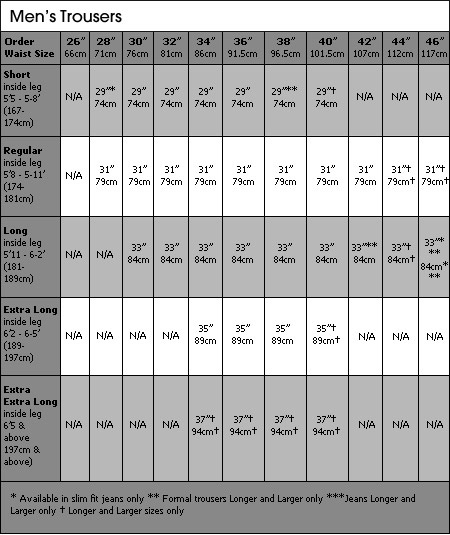 Men's Trousers
Order Waist Size 26" 66cm 28" 71cm 30" 76cm 32" 81cm 34" 86cm 36" 91.5cm 38" 96.5cm 40" 101.5cm 42" 107cm 44" 112cm 46" 117cm
Short inside leg 5'5 - 5-8' (167-174cm) N/A 29"* 74cm 29" 74cm 29" 74cm 29" 74cm 29" 74cm 29"** 74cm 29"† 74cm N/A N/A N/A
Regular inside leg 5'8 - 5-11' (174-181cm) N/A 31" 79cm 31" 79cm 31" 79cm 31" 79cm 31" 79cm 31" 79cm 31" 79cm 31" 79cm 31"† 79cm† 31"† 79cm†
Long inside leg 5'11 - 6-2' (181-189cm) N/A N/A 33" 84cm 33" 84cm 33" 84cm 33" 84cm 33" 84cm 33" 84cm 33"** 84cm 33"† 84cm† 33"*** 84cm***
Extra Long inside leg 6'2 - 6-5' (189-197cm) N/A N/A N/A N/A 35" 89cm 35" 89cm 35" 89cm 35"† 89cm† N/A N/A N/A
Extra Extra Long inside leg 6'5 & above 197cm & above) N/A N/A N/A N/A 37"† 94cm† 37"† 94cm† 37"† 94cm† 37"† 94cm† N/A N/A N/A
* Available in slim fit jeans only ** Formal trousers Longer and Larger only ***Jeans Longer and
Larger only † Longer and Larger sizes only